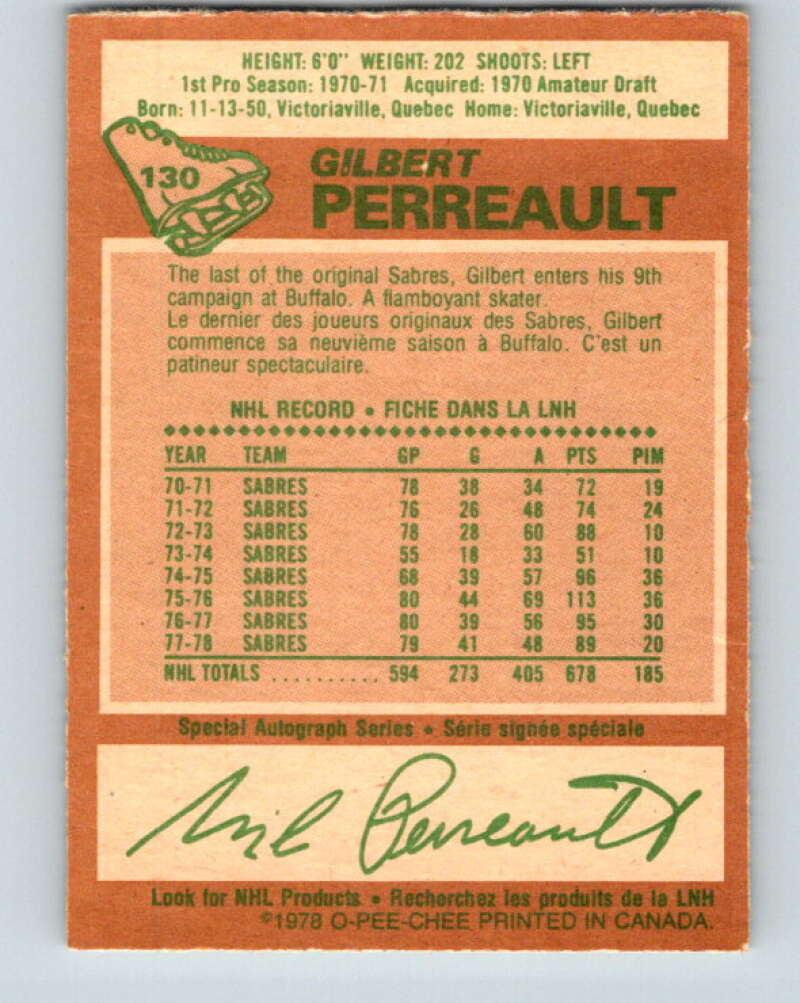 HEIGHT: 6'0" WEIGHT: 202 SHOOTS: LEFT
1st Pro Season: 1970-71 Acquired: 1970 Amateur Draft
Born: 11-13-50, Victoriaville, Quebec Home: Victoriaville, Quebec
130
GILBERT
PERREAULT
The last of the original Sabres, Gilbert enters his 9th
campaign at Buffalo. A flamboyant skater.
Le dernier des joueurs originaux des Sabres, Gilbert
commence sa neuvième saison à Buffalo. C'est un
patineur spectaculaire.
NHL RECORD • FICHE DANS LA LNH
YEAR TEAM GP G A PTS PIM
70-71 SABRES 78 38 34 72 19
71-72 SABRES 76 26 48 74 24
72-73 SABRES 78 28 60 88 10
73-74 SABRES 55 18 33 51 10
74-75 SABRES 68 39 57 96 36
75-76 SABRES 80 44 69 113 36
76-77 SABRES 80 39 56 95 30
77-78 SABRES 79 41 48 89 20
NHL TOTALS .......... 594 273 405 678 185
Special Autograph Series • Série signée spéciale
Gil Perreault
Look for NHL Products • Recherchez les produits de la LNH
©1978 O-PEE-CHEE PRINTED IN CANADA.